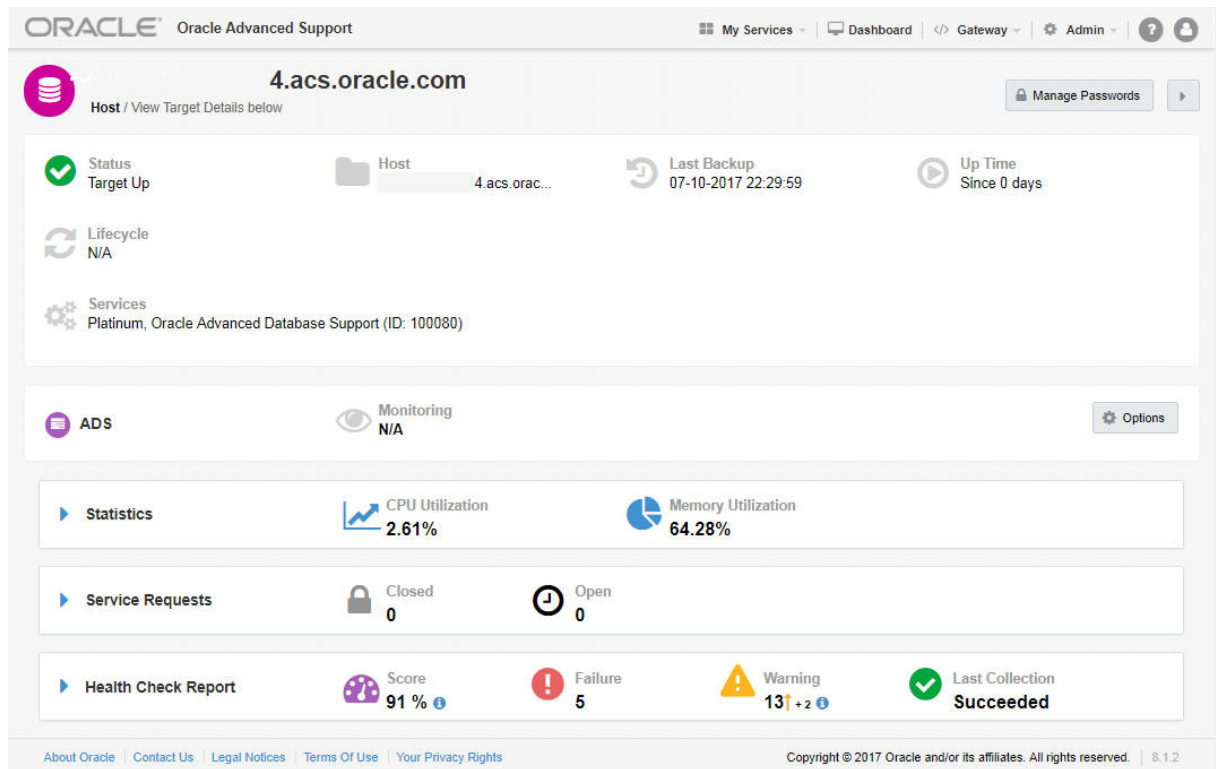 ORACLE® Oracle Advanced Support My Services Dashboard </> Gateway Admin ?
4.acs.oracle.com
Host / View Target Details below
Manage Passwords
Status Host Last Backup Up Time
Target Up 4.acs.orac... 07-10-2017 22:29:59 Since 0 days
Lifecycle
N/A
Services
Platinum, Oracle Advanced Database Support (ID: 100080)
ADS Monitoring Options
N/A
Statistics CPU Utilization Memory Utilization
2.61% 64.28%
Service Requests Closed Open
0 0
Health Check Report Score Failure Warning Last Collection
91 % 5 13 + 2 Succeeded
About Oracle | Contact Us | Legal Notices | Terms Of Use | Your Privacy Rights Copyright © 2017 Oracle and/or its affiliates. All rights reserved. | 8.1.2